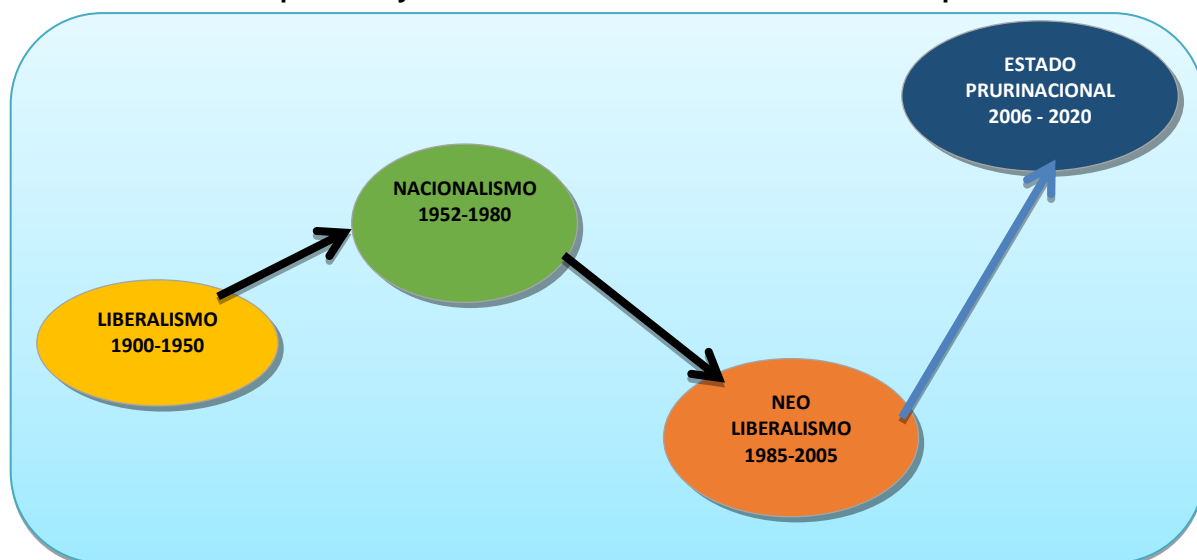 LIBERALISMO
1900-1950
NACIONALISMO
1952-1980
NEO
LIBERALISMO
1985-2005
ESTADO
PRURINACIONAL
2006 - 2020